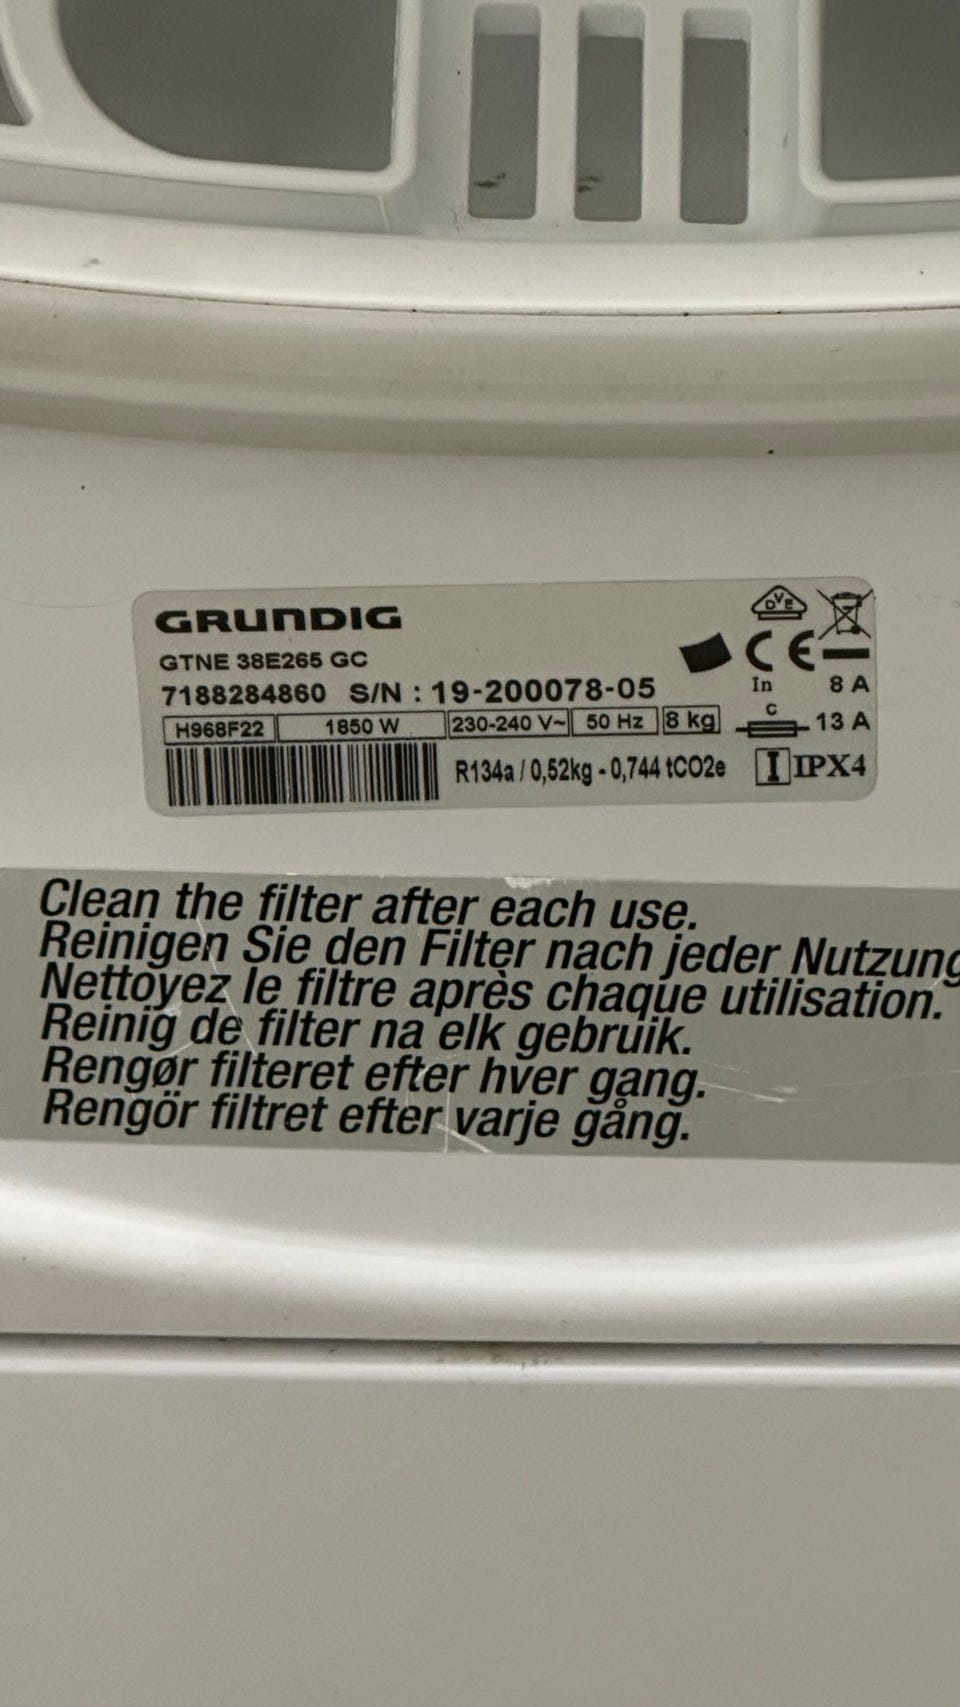 GRUNDIG
GTNE 38E265 GC
7188284860 S/N : 19-200078-05
H968F22 1850 W 230-240 V~ 50 Hz 8 kg
R134a / 0,52kg - 0,744 tCO2e
DVE
CE
In 8 A
C 13 A
I IPX4
Clean the filter after each use.
Reinigen Sie den Filter nach jeder Nutzung
Nettoyez le filtre après chaque utilisation.
Reinig de filter na elk gebruik.
Rengør filteret efter hver gang.
Rengör filtret efter varje gång.